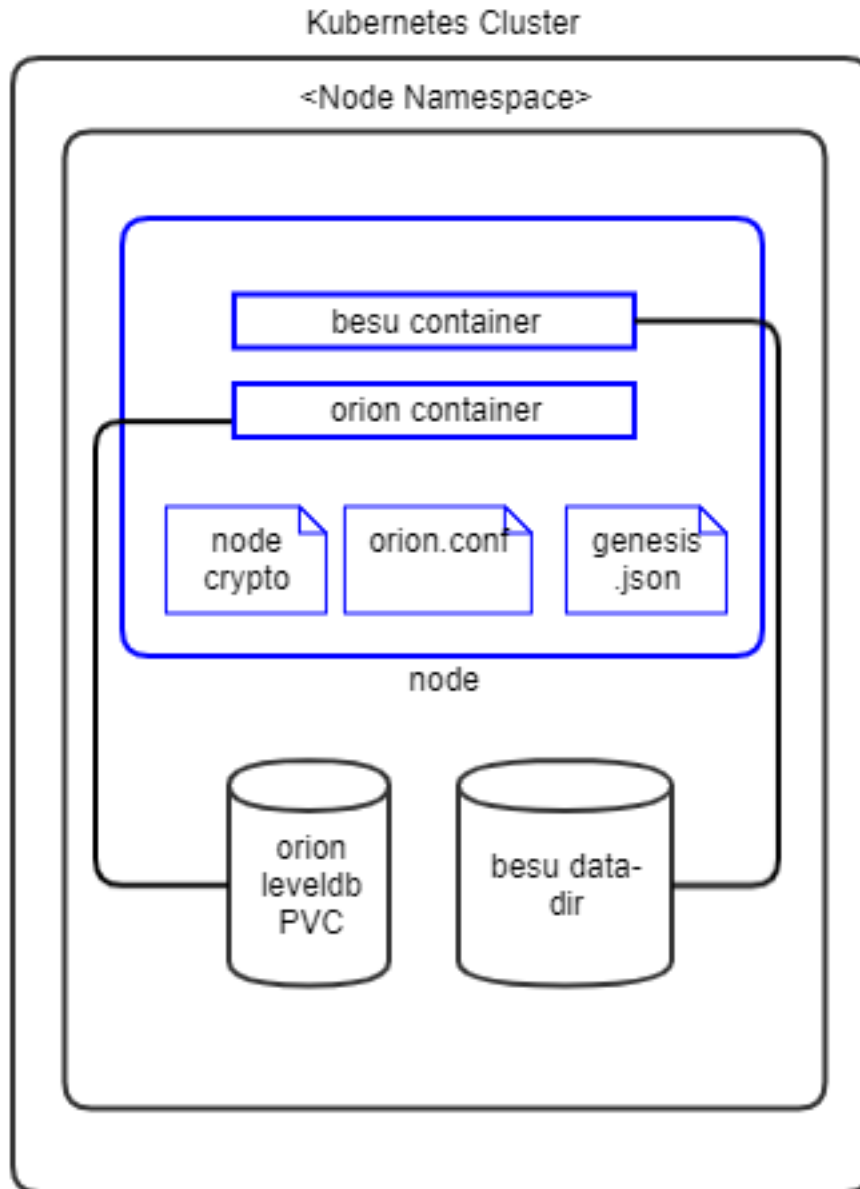 Kubernetes Cluster
<Node Namespace>
besu container
orion container
node
crypto
orion.conf
genesis
.json
node
orion
leveldb
PVC
besu data-
dir